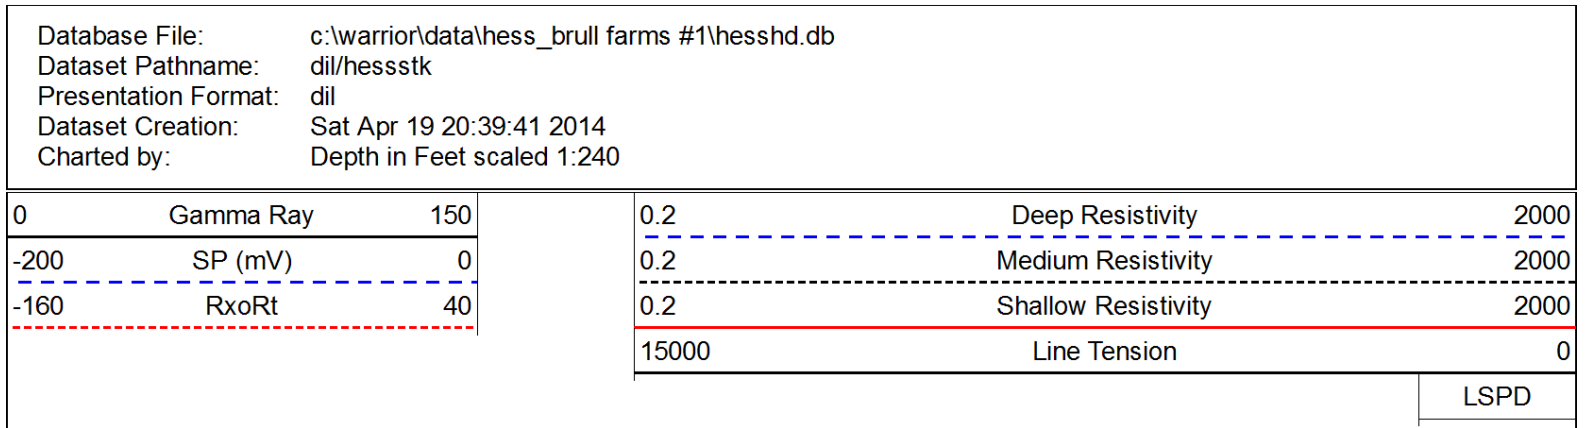 Database File: c:\warrior\data\hess_brull farms #1\hesshd.db
Dataset Pathname: dil/hessstk
Presentation Format: dil
Dataset Creation: Sat Apr 19 20:39:41 2014
Charted by: Depth in Feet scaled 1:240
0 Gamma Ray 150 0.2 Deep Resistivity 2000
-200 SP (mV) 0 0.2 Medium Resistivity 2000
-160 RxoRt 40 0.2 Shallow Resistivity 2000
15000 Line Tension 0
LSPD